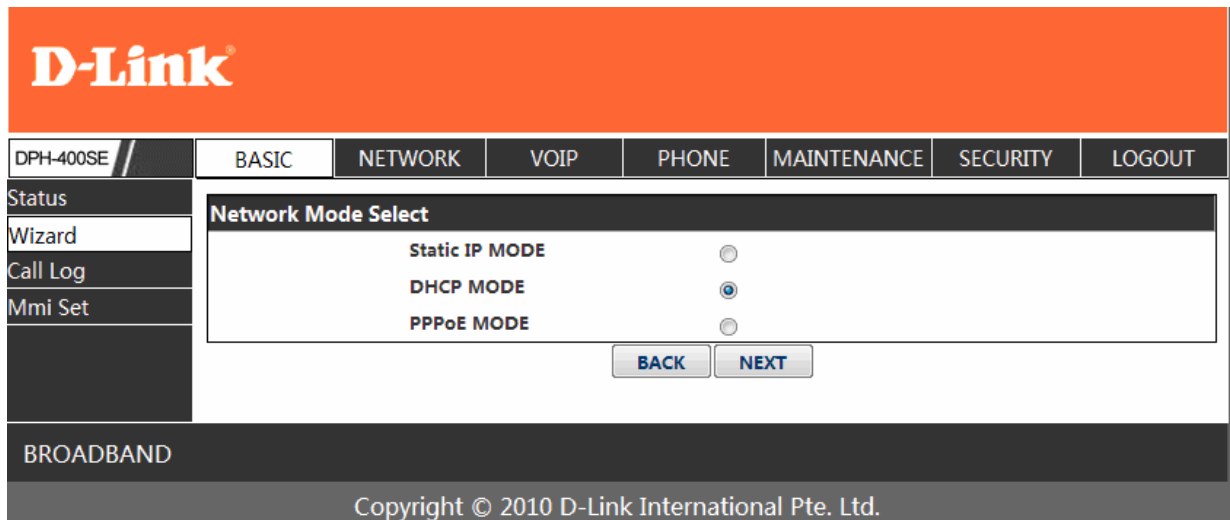 D-Link®
DPH-400SE
BASIC NETWORK VOIP PHONE MAINTENANCE SECURITY LOGOUT
Status
Wizard
Call Log
Mmi Set
Network Mode Select
Static IP MODE
DHCP MODE
PPPoE MODE
BACK NEXT
BROADBAND
Copyright © 2010 D-Link International Pte. Ltd.